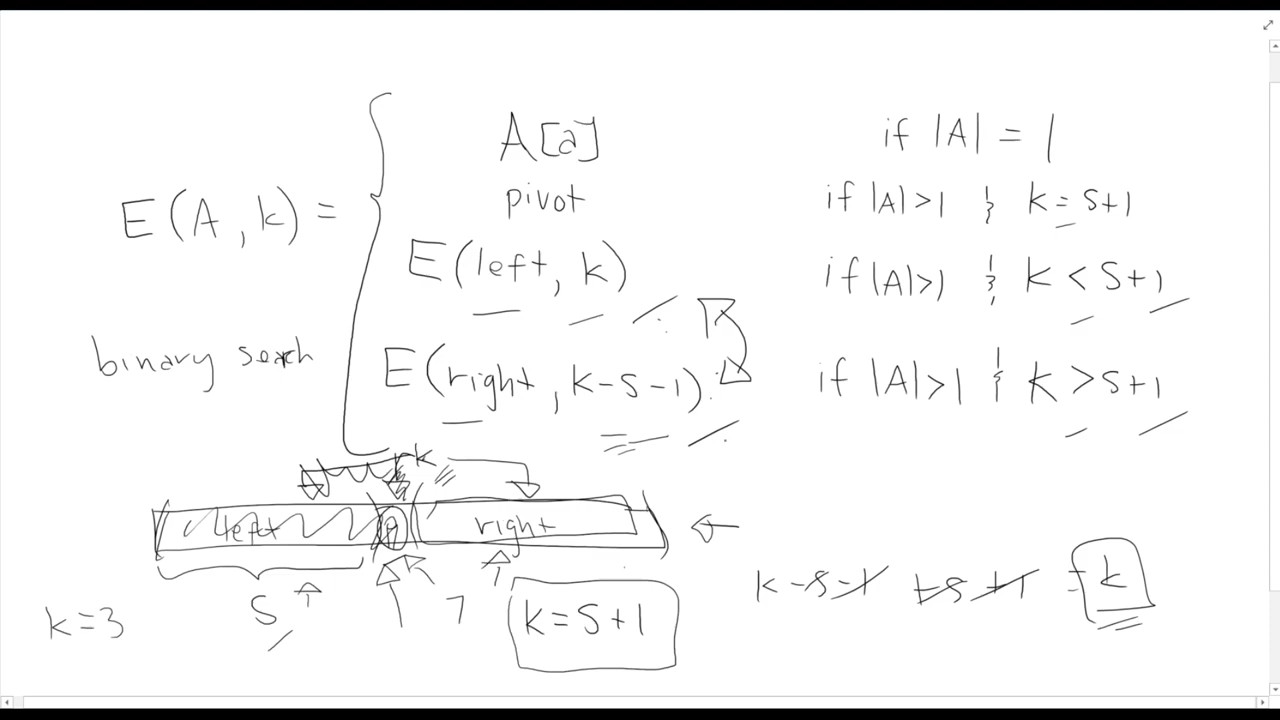 A[a] if |A| = 1
pivot if |A|>1 & k = S+1
E(A, k) =
E(left, k) if |A|>1 & k < S+1
binary search
E(right, k-s-1) if |A|>1 & k > S+1
k
left P right
k-s-1 +s+1 = k
k=3 S 7 k = S+1